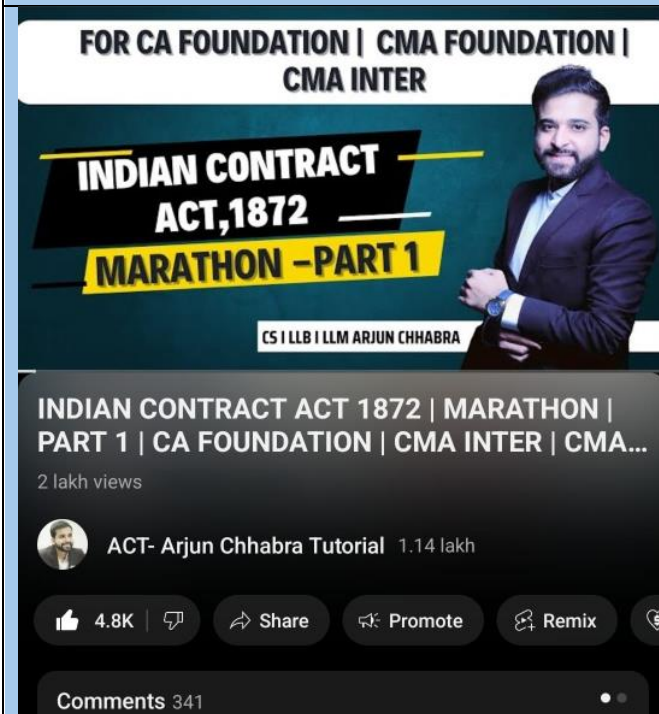 FOR CA FOUNDATION | CMA FOUNDATION |
CMA INTER
INDIAN CONTRACT
ACT,1872
MARATHON –PART 1
CS I LLB I LLM ARJUN CHHABRA
INDIAN CONTRACT ACT 1872 | MARATHON |
PART 1 | CA FOUNDATION | CMA INTER | CMA...
2 lakh views
ACT- Arjun Chhabra Tutorial 1.14 lakh
4.8K Share Promote Remix
Comments 341